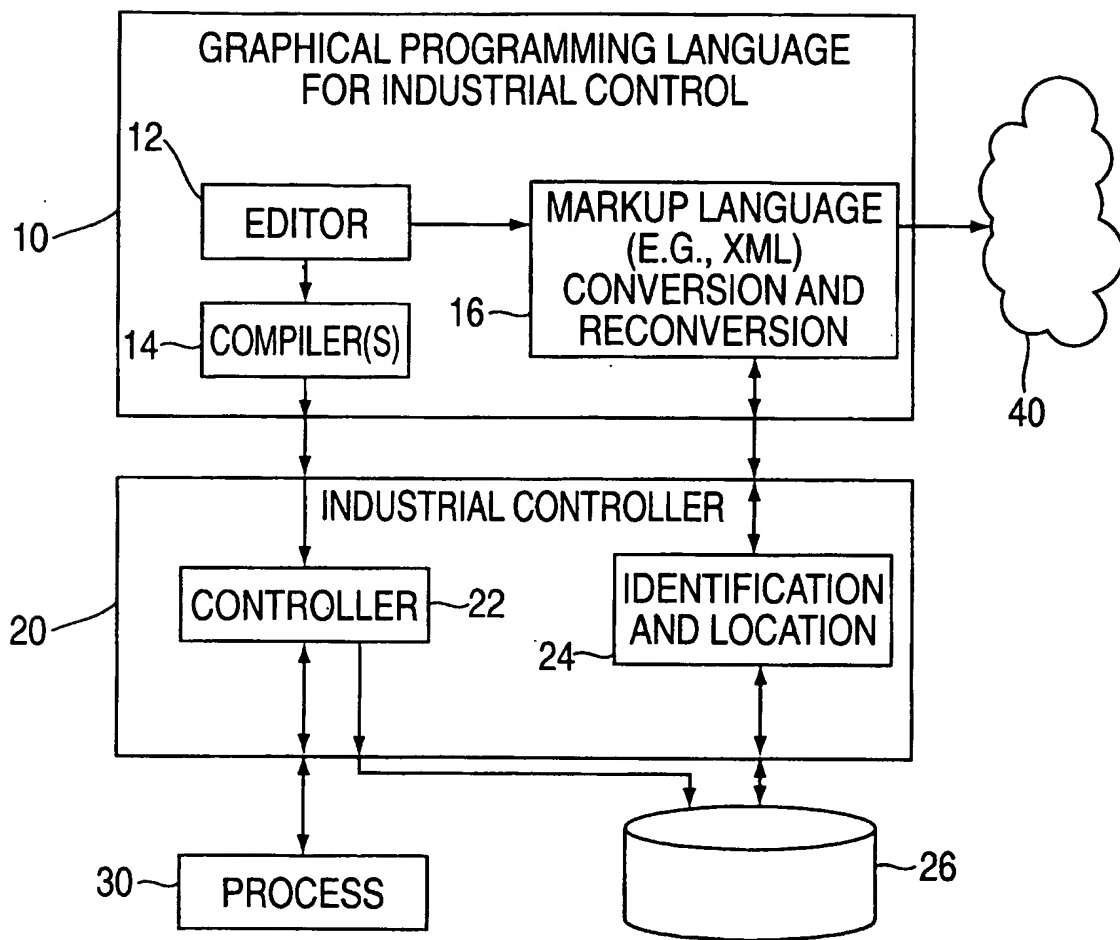 GRAPHICAL PROGRAMMING LANGUAGE
FOR INDUSTRIAL CONTROL
12
EDITOR
10
MARKUP LANGUAGE
(E.G., XML)
CONVERSION AND
RECONVERSION
16
14
COMPILER(S)
40
INDUSTRIAL CONTROLLER
CONTROLLER
22
IDENTIFICATION
AND LOCATION
20
24
30
PROCESS
26